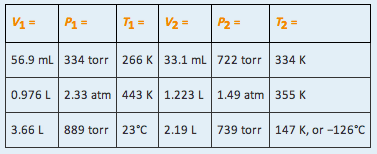 V1 = P1 = T1 = V2 = P2 = T2 =
56.9 mL 334 torr 266 K 33.1 mL 722 torr 334 K
0.976 L 2.33 atm 443 K 1.223 L 1.49 atm 355 K
3.66 L 889 torr 23°C 2.19 L 739 torr 147 K, or −126°C